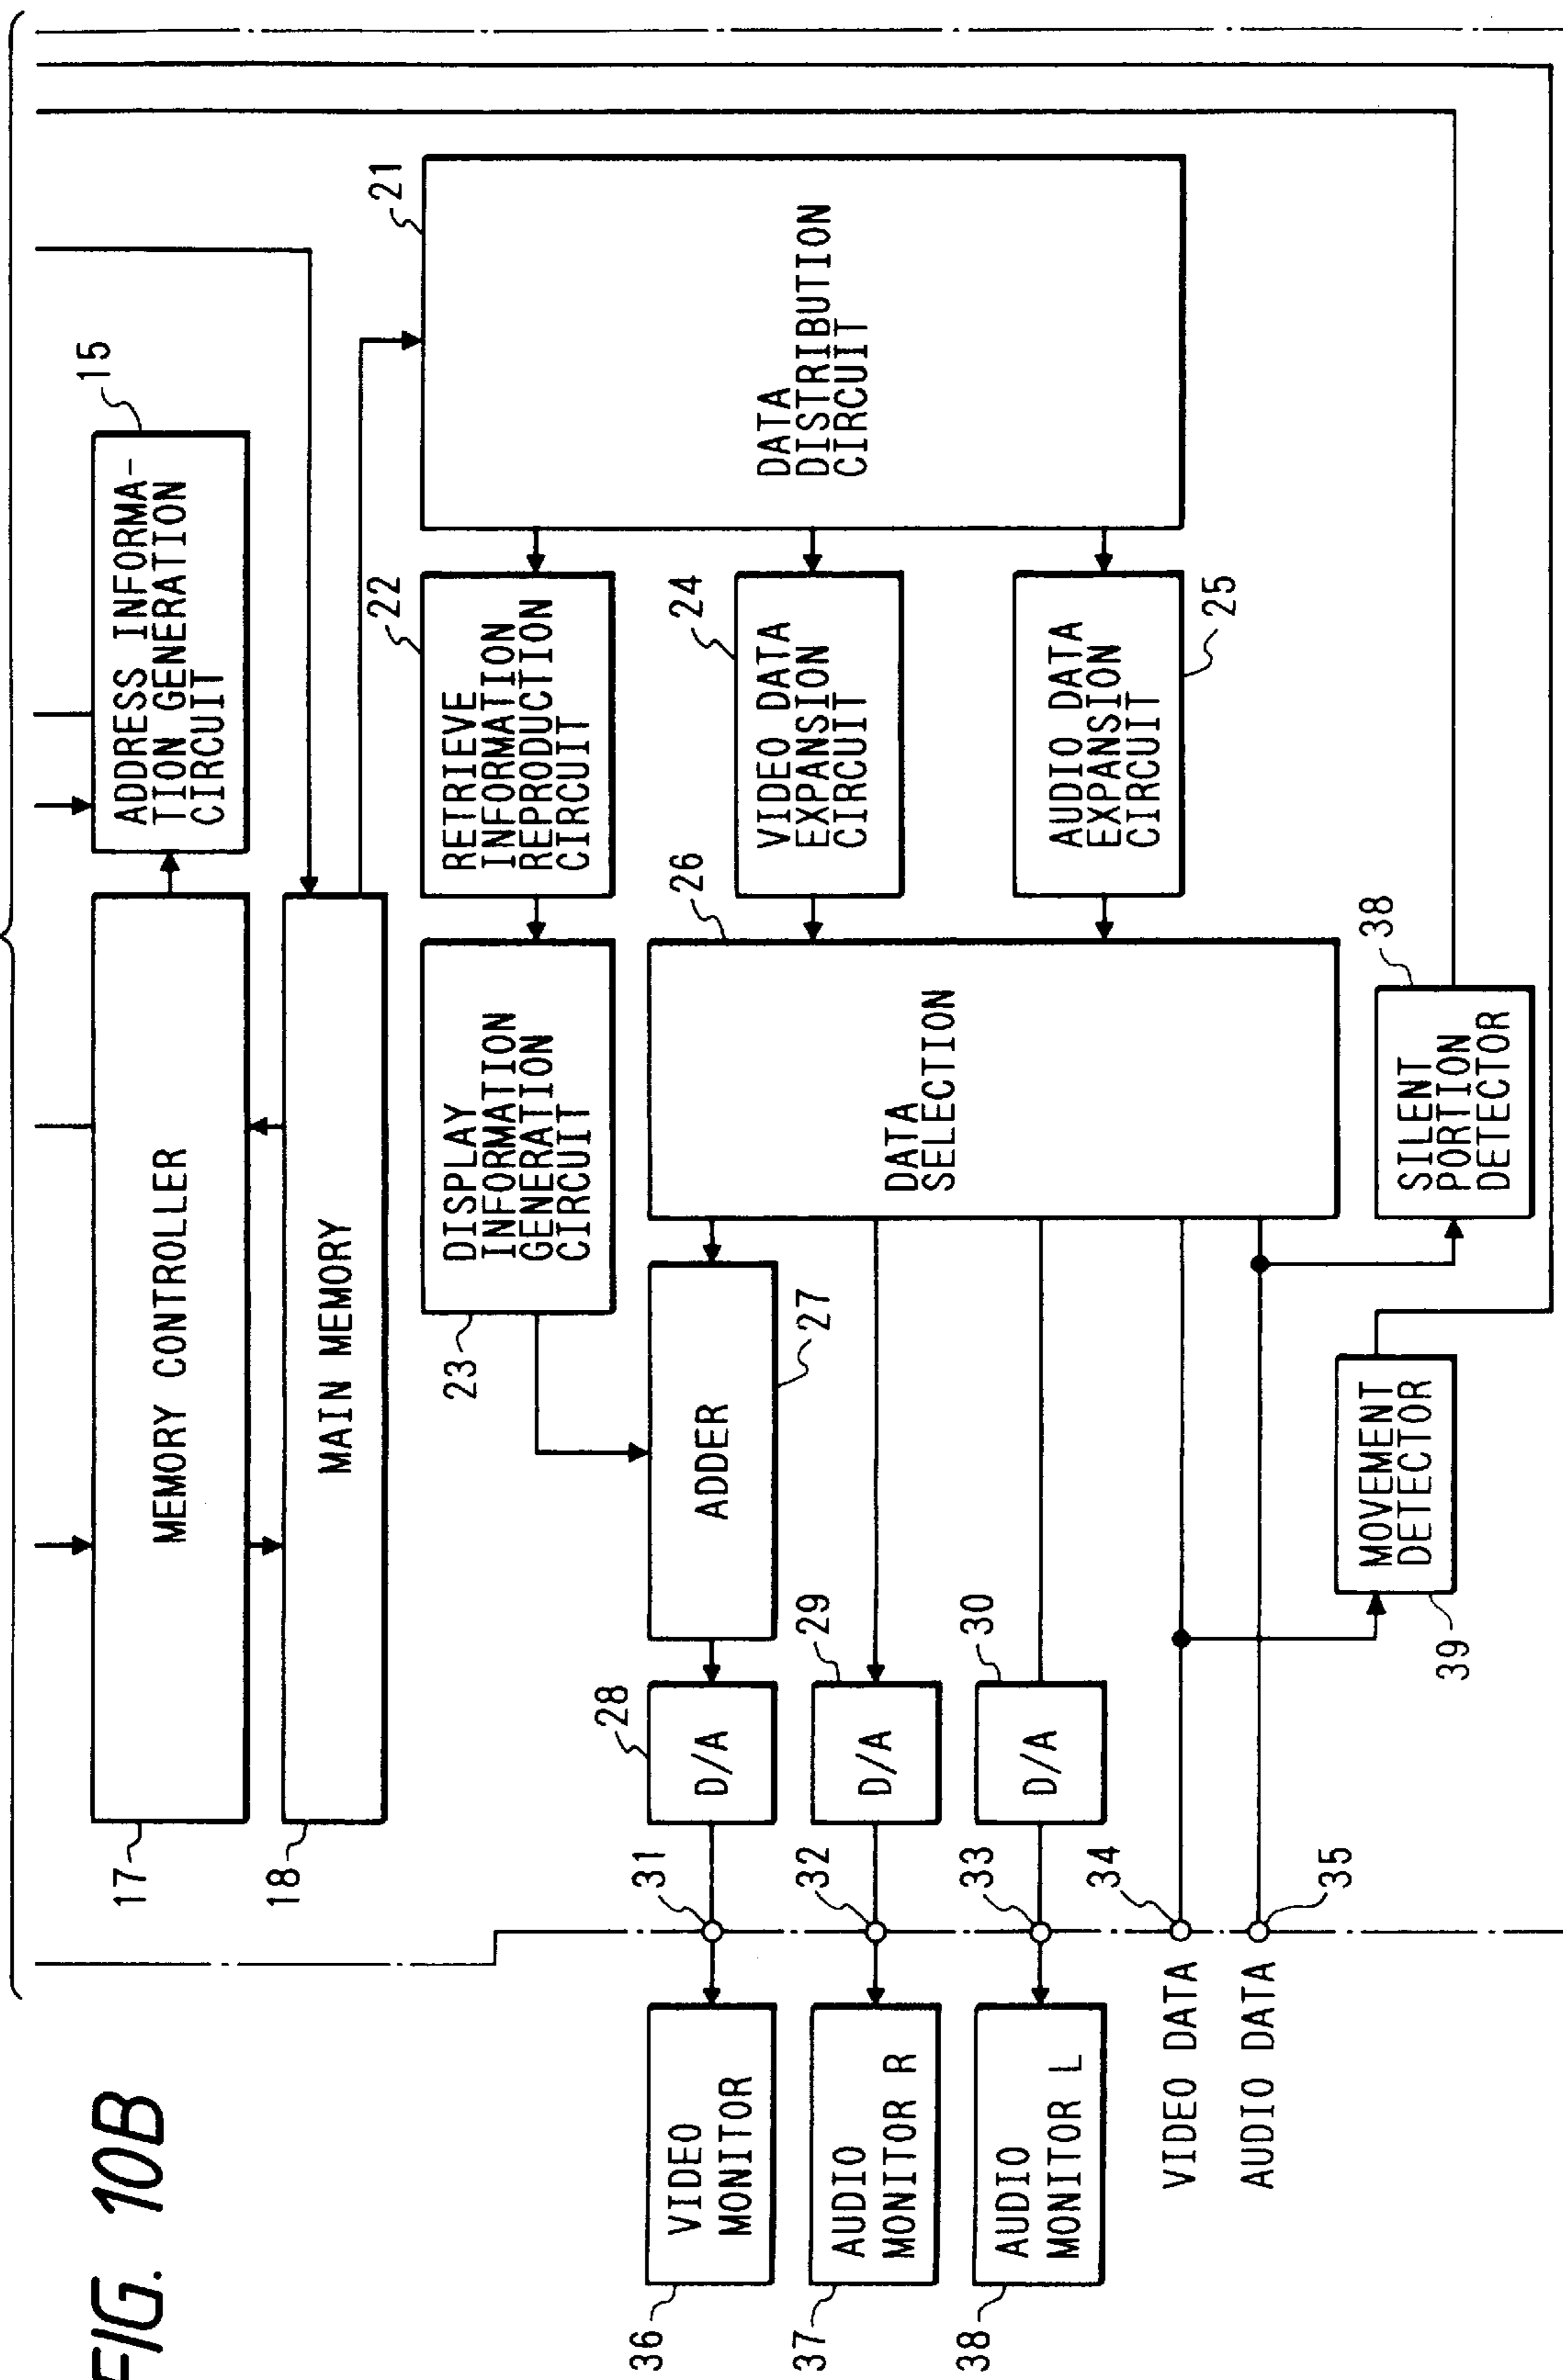 FIG. 10B
17
MEMORY CONTROLLER
15
ADDRESS INFORMA-
TION GENERATION
CIRCUIT
18
MAIN MEMORY
21
DATA
DISTRIBUTION
CIRCUIT
22
RETRIEVE
INFORMATION
REPRODUCTION
CIRCUIT
23
DISPLAY
INFORMATION
GENERATION
CIRCUIT
24
VIDEO DATA
EXPANSION
CIRCUIT
25
AUDIO DATA
EXPANSION
CIRCUIT
26
DATA
SELECTION
27
ADDER
28
D/A
29
D/A
30
D/A
31
32
33
34
35
36
VIDEO
MONITOR
37
AUDIO
MONITOR R
38
AUDIO
MONITOR L
VIDEO DATA
AUDIO DATA
38
SILENT
PORTION
DETECTOR
39
MOVEMENT
DETECTOR